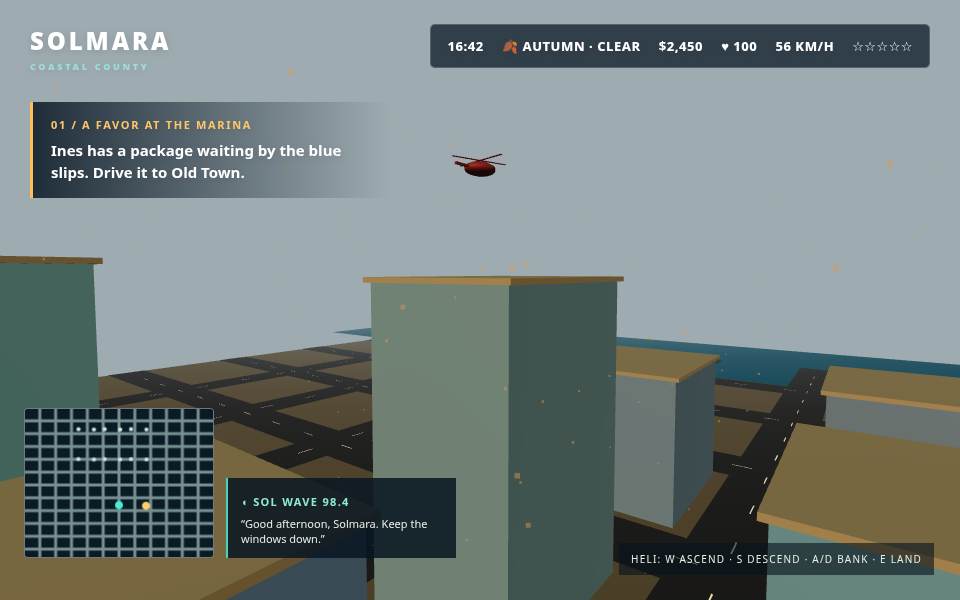 SOLMARA
COASTAL COUNTY
16:42 🍂 AUTUMN · CLEAR $2,450 ♥ 100 56 KM/H ☆☆☆☆☆
01 / A FAVOR AT THE MARINA
Ines has a package waiting by the blue
slips. Drive it to Old Town.
SOL WAVE 98.4
“Good afternoon, Solmara. Keep the
windows down.”
HELI: W ASCEND · S DESCEND · A/D BANK · E LAND